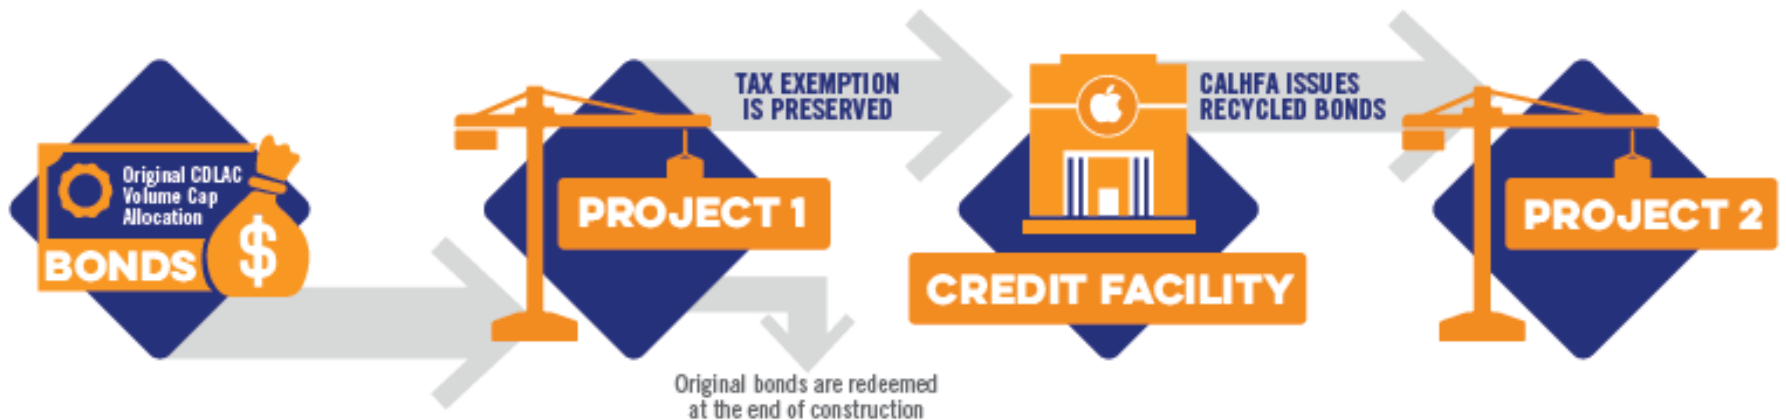 Original CDLAC
Volume Cap
Allocation
BONDS
$
PROJECT 1
Original bonds are redeemed
at the end of construction
TAX EXEMPTION
IS PRESERVED
CREDIT FACILITY
CALHFA ISSUES
RECYCLED BONDS
PROJECT 2